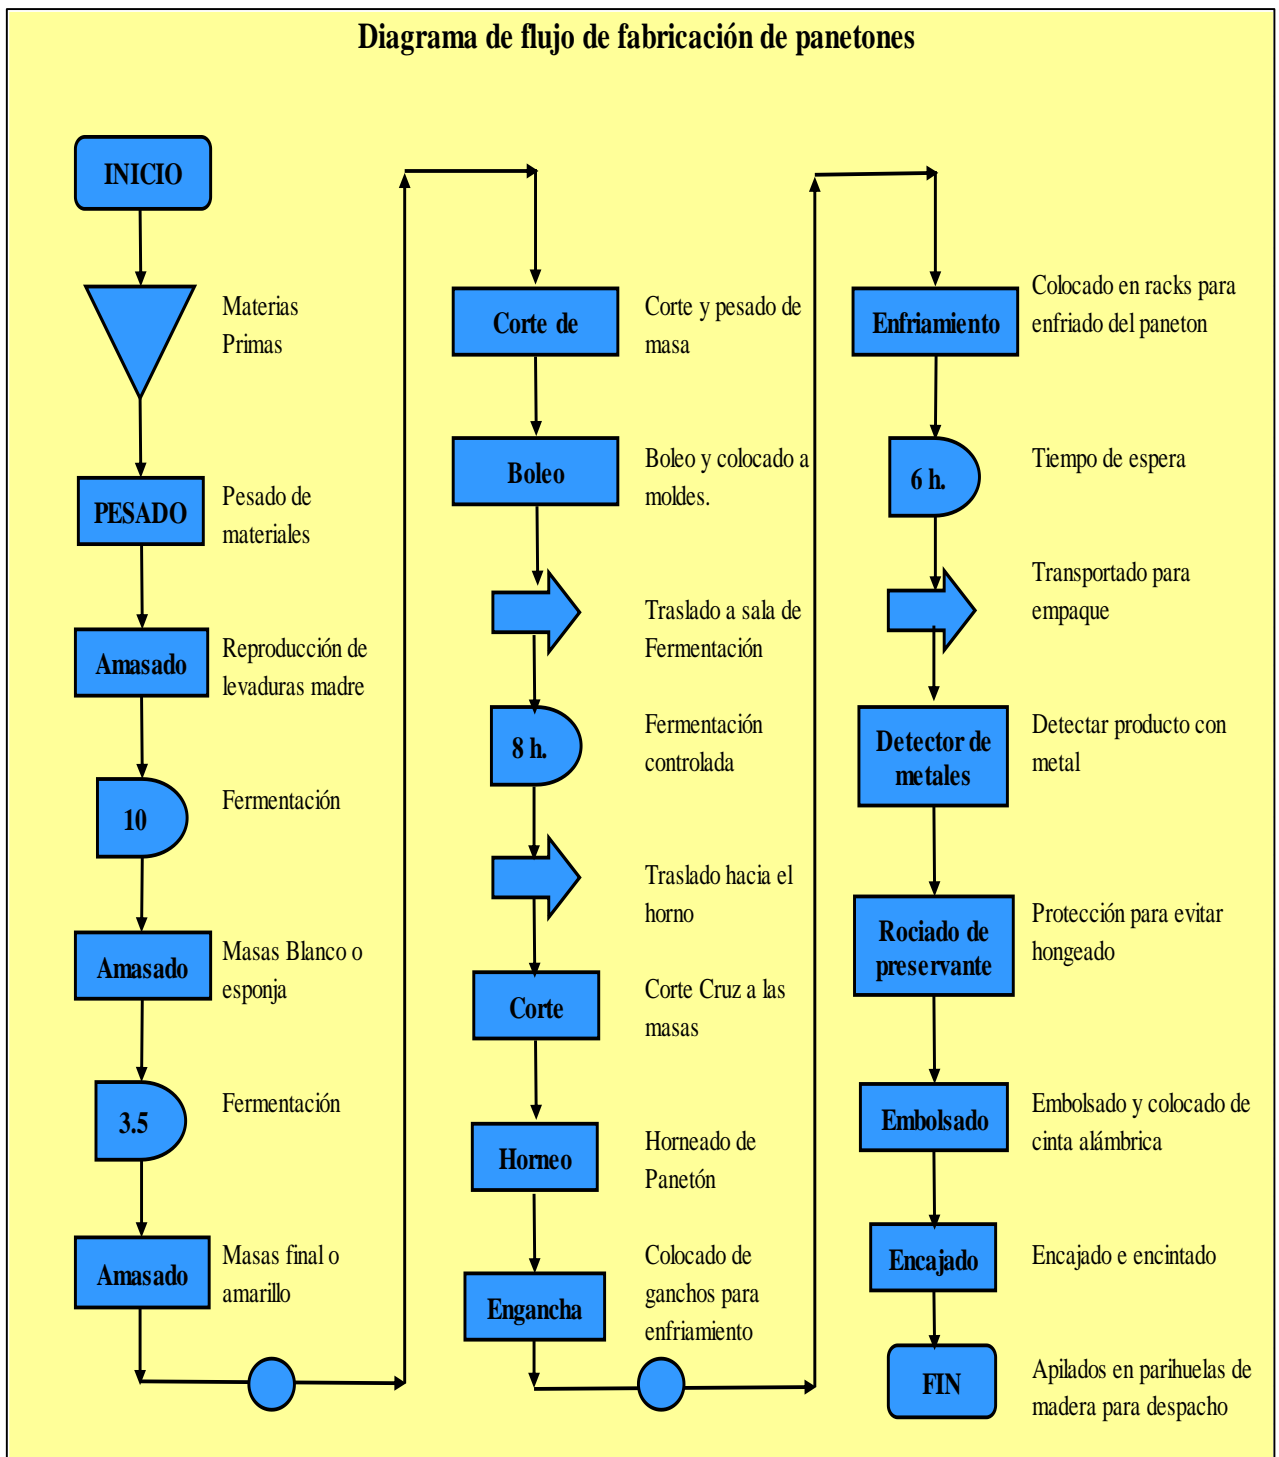 Diagrama de flujo de fabricación de panetones
INICIO
Materias
Primas
PESADO
Pesado de
materiales
Amasado
Reproducción de
levaduras madre
10
Fermentación
Amasado
Masas Blanco o
esponja
3.5
Fermentación
Amasado
Masas final o
amarillo
Corte de
Corte y pesado de
masa
Boleo
Boleo y colocado a
moldes.
Traslado a sala de
Fermentación
8 h.
Fermentación
controlada
Traslado hacia el
horno
Corte
Corte Cruz a las
masas
Horneo
Horneado de
Panetón
Engancha
Colocado de
ganchos para
enfriamiento
Enfriamiento
Colocado en racks para
enfriado del paneton
6 h.
Tiempo de espera
Transportado para
empaque
Detector de
metales
Detectar producto con
metal
Rociado de
preservante
Protección para evitar
hongeado
Embolsado
Embolsado y colocado de
cinta alámbrica
Encajado
Encajado e encintado
FIN
Apilados en parihuelas de
madera para despacho